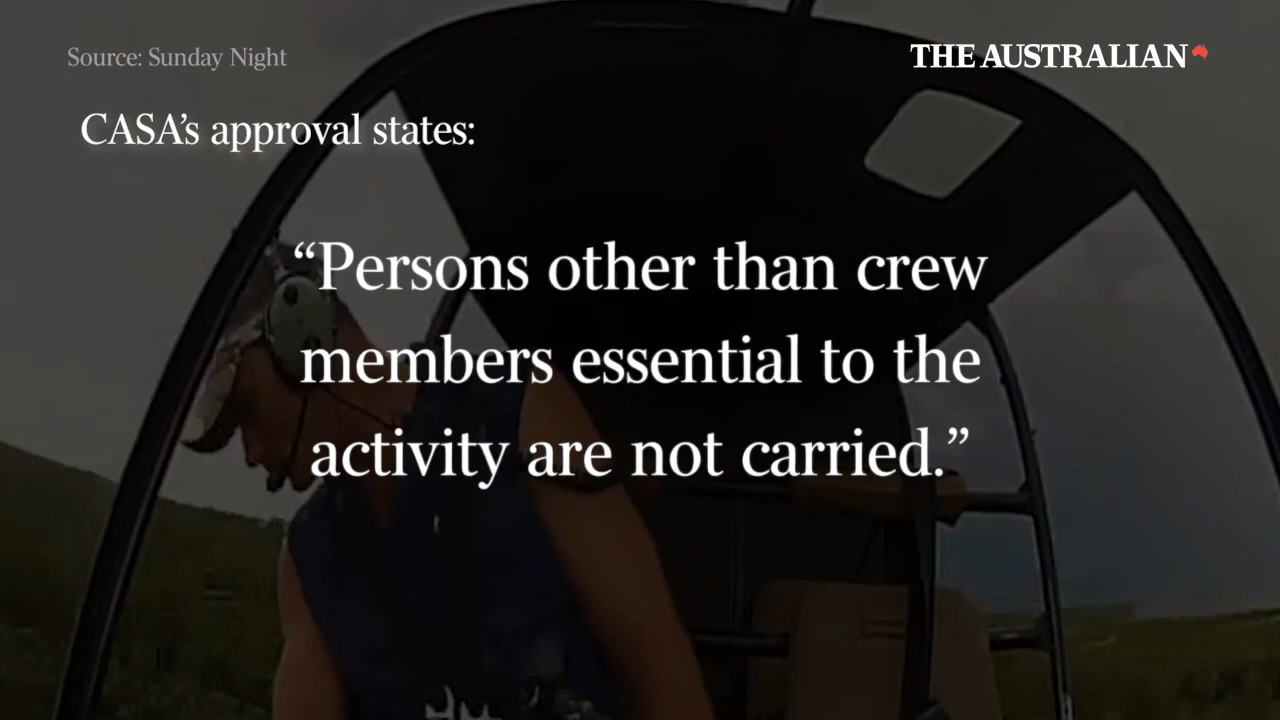 Source: Sunday Night
THE AUSTRALIAN
CASA’s approval states:
“Persons other than crew
members essential to the
activity are not carried.”